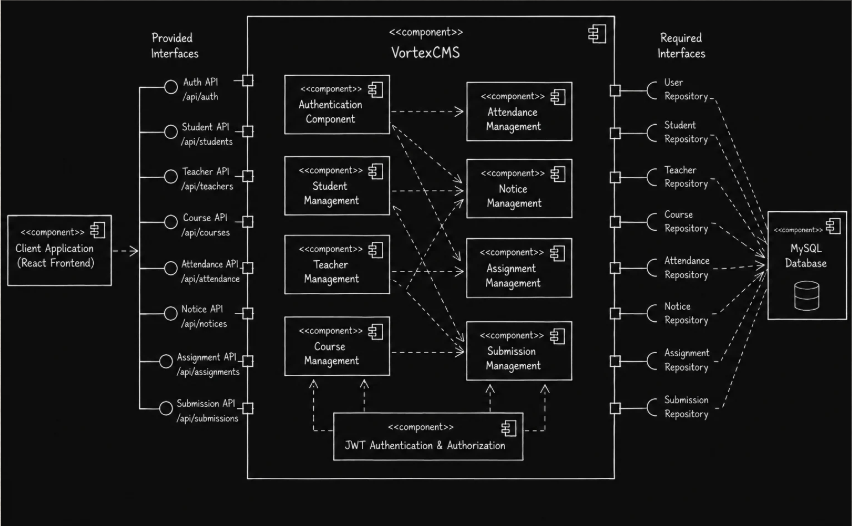 Provided
Interfaces
<<component>>
VortexCMS
Required
Interfaces
Auth API
/api/auth
Student API
/api/students
Teacher API
/api/teachers
Course API
/api/courses
Attendance API
/api/attendance
Notice API
/api/notices
Assignment API
/api/assignments
Submission API
/api/submissions
<<component>>
Client Application
(React Frontend)
<<component>>
Authentication
Component
<<component>>
Student
Management
<<component>>
Teacher
Management
<<component>>
Course
Management
<<component>>
Attendance
Management
<<component>>
Notice
Management
<<component>>
Assignment
Management
<<component>>
Submission
Management
<<component>>
JWT Authentication & Authorization
User
Repository
Student
Repository
Teacher
Repository
Course
Repository
Attendance
Repository
Notice
Repository
Assignment
Repository
Submission
Repository
<<component>>
MySQL
Database